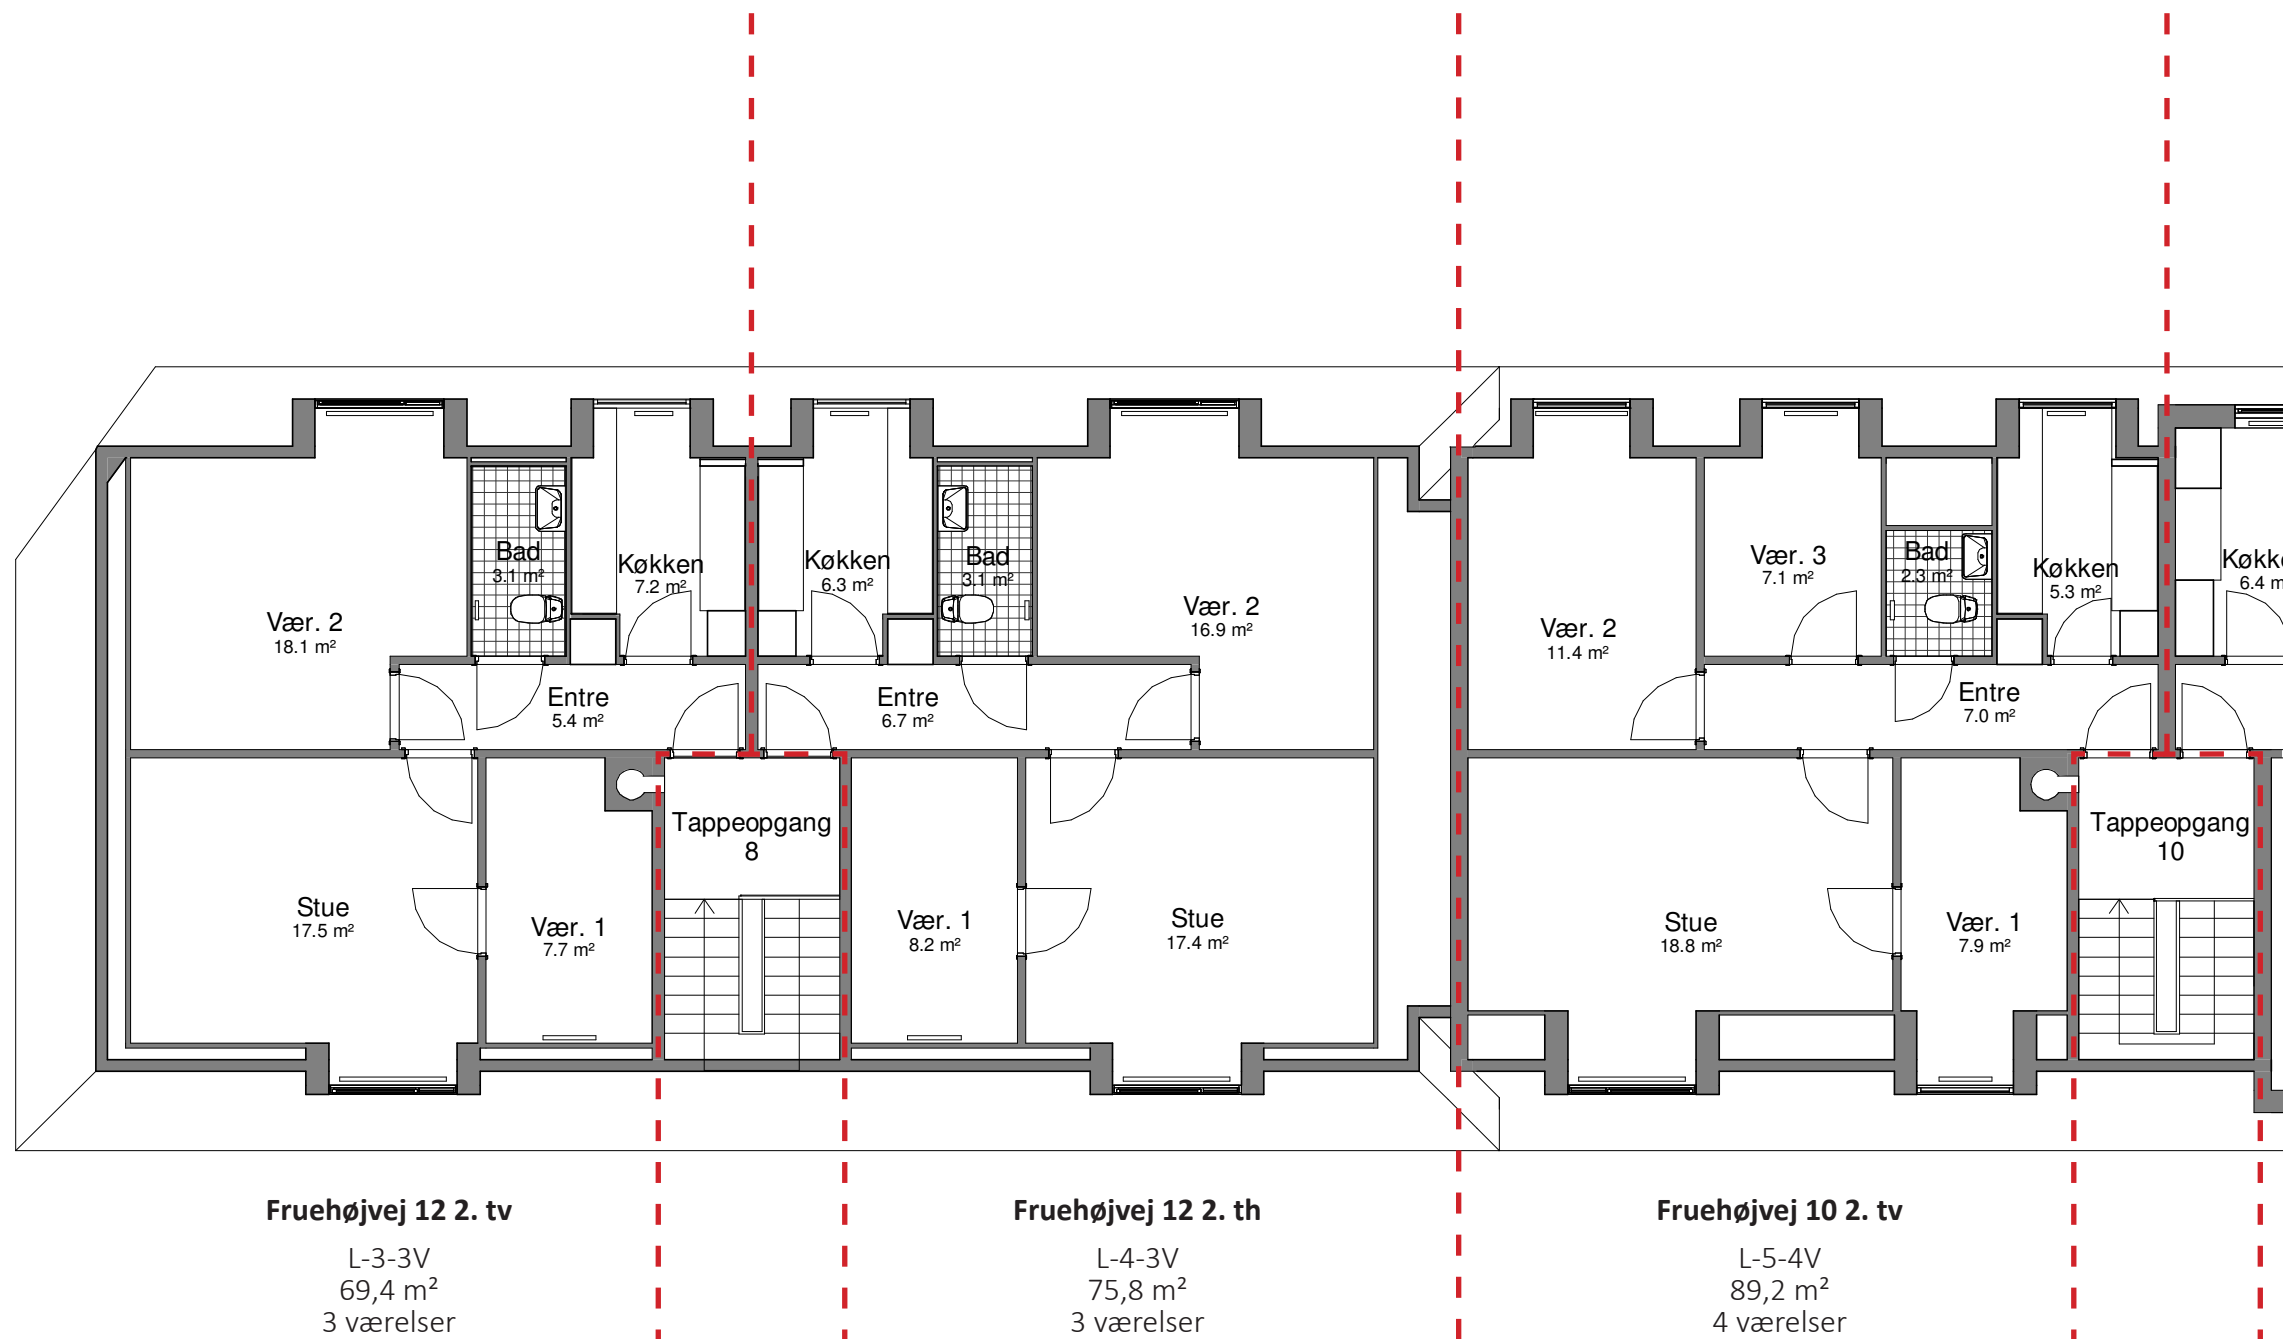 Vær. 2
18.1 m²
Bad
3.1 m²
Køkken
7.2 m²
Entre
5.4 m²
Stue
17.5 m²
Vær. 1
7.7 m²
Tappeopgang
8
Køkken
6.3 m²
Bad
3.1 m²
Vær. 2
16.9 m²
Entre
6.7 m²
Vær. 1
8.2 m²
Stue
17.4 m²
Vær. 2
11.4 m²
Vær. 3
7.1 m²
Bad
2.3 m²
Køkken
5.3 m²
Entre
7.0 m²
Stue
18.8 m²
Vær. 1
7.9 m²
Tappeopgang
10
Køkke
6.4 m
Fruehøjvej 12 2. tv
L-3-3V
69,4 m²
3 værelser
Fruehøjvej 12 2. th
L-4-3V
75,8 m²
3 værelser
Fruehøjvej 10 2. tv
L-5-4V
89,2 m²
4 værelser